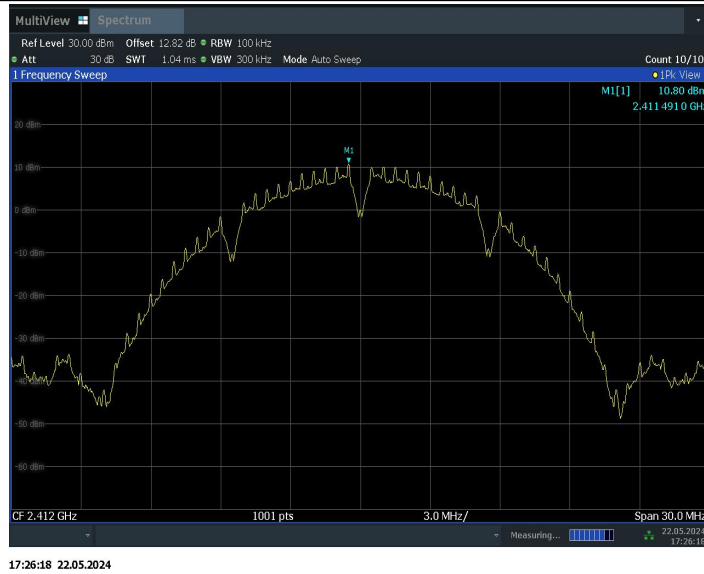 MultiView Spectrum
Ref Level 30.00 dBm Offset 12.82 dB RBW 100 kHz
Att 30 dB SWT 1.04 ms VBW 300 kHz Mode Auto Sweep Count 10/10
1 Frequency Sweep 1Pk View
M1[1] 10.80 dBm
2.4114910 GHz
20 dBm
M1
10 dBm
0 dBm
-10 dBm
-20 dBm
-30 dBm
-40 dBm
-50 dBm
-60 dBm
CF 2.412 GHz 1001 pts 3.0 MHz/ Span 30.0 MHz
Measuring... 22.05.2024
17:26:18
17:26:18 22.05.2024